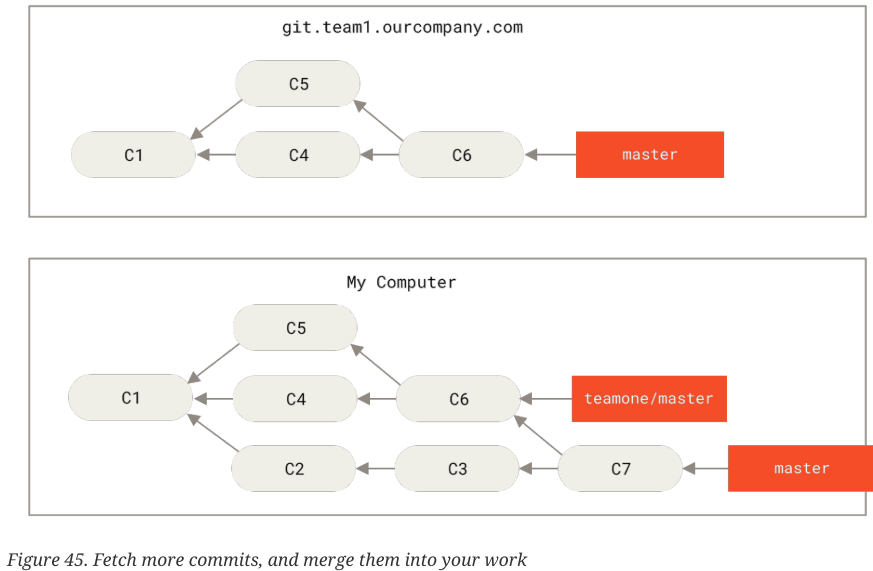 git.team1.ourcompany.com
C5
C1 C4 C6 master
My Computer
C5
C1 C4 C6 teamone/master
C2 C3 C7 master
Figure 45. Fetch more commits, and merge them into your work